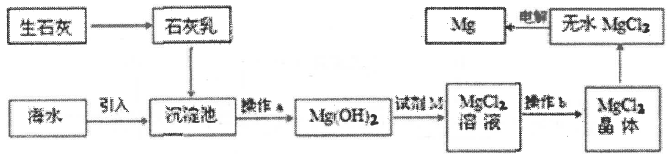 生石灰
石灰乳
Mg
电解
无水 MgCl₂
海水
引入
沉淀池
操作 a
Mg(OH)₂
试剂 M
MgCl₂
溶 液
操作 b
MgCl₂
晶 体